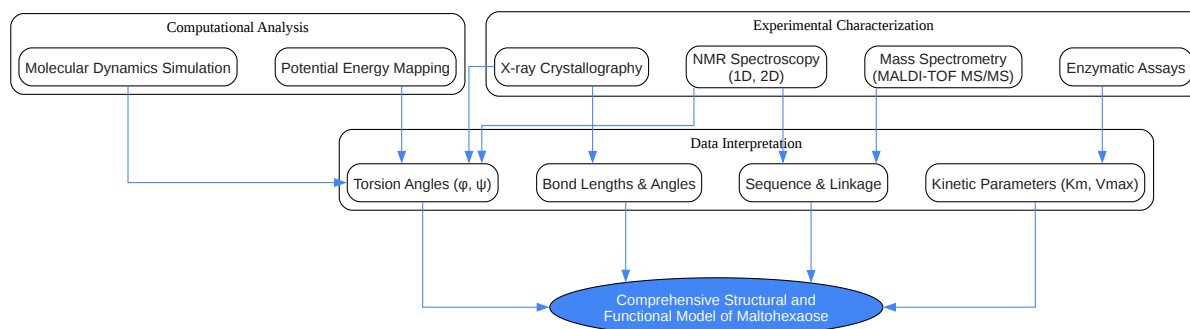 Computational Analysis
Experimental Characterization
Molecular Dynamics Simulation
Potential Energy Mapping
X-ray Crystallography
NMR Spectroscopy
(1D, 2D)
Mass Spectrometry
(MALDI-TOF MS/MS)
Enzymatic Assays
Data Interpretation
Torsion Angles (φ, ψ)
Bond Lengths & Angles
Sequence & Linkage
Kinetic Parameters (Km, Vmax)
Comprehensive Structural and
Functional Model of Maltohexaose